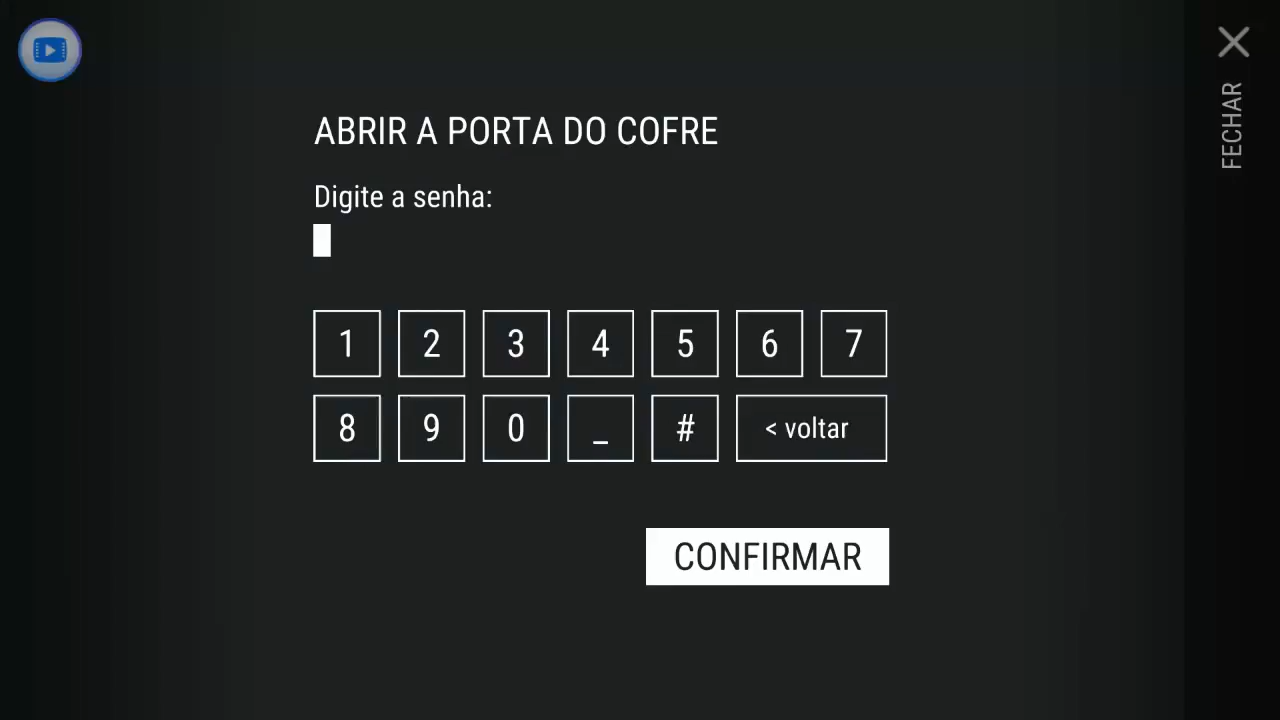 ABRIR A PORTA DO COFRE
Digite a senha:
1 2 3 4 5 6 7
8 9 0 _ # < voltar
CONFIRMAR
FECHAR